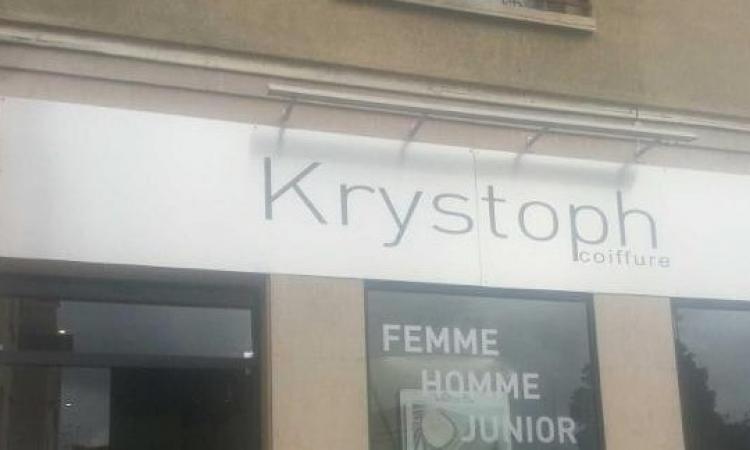 Krystoph
coiffure
FEMME
HOMME
JUNIOR